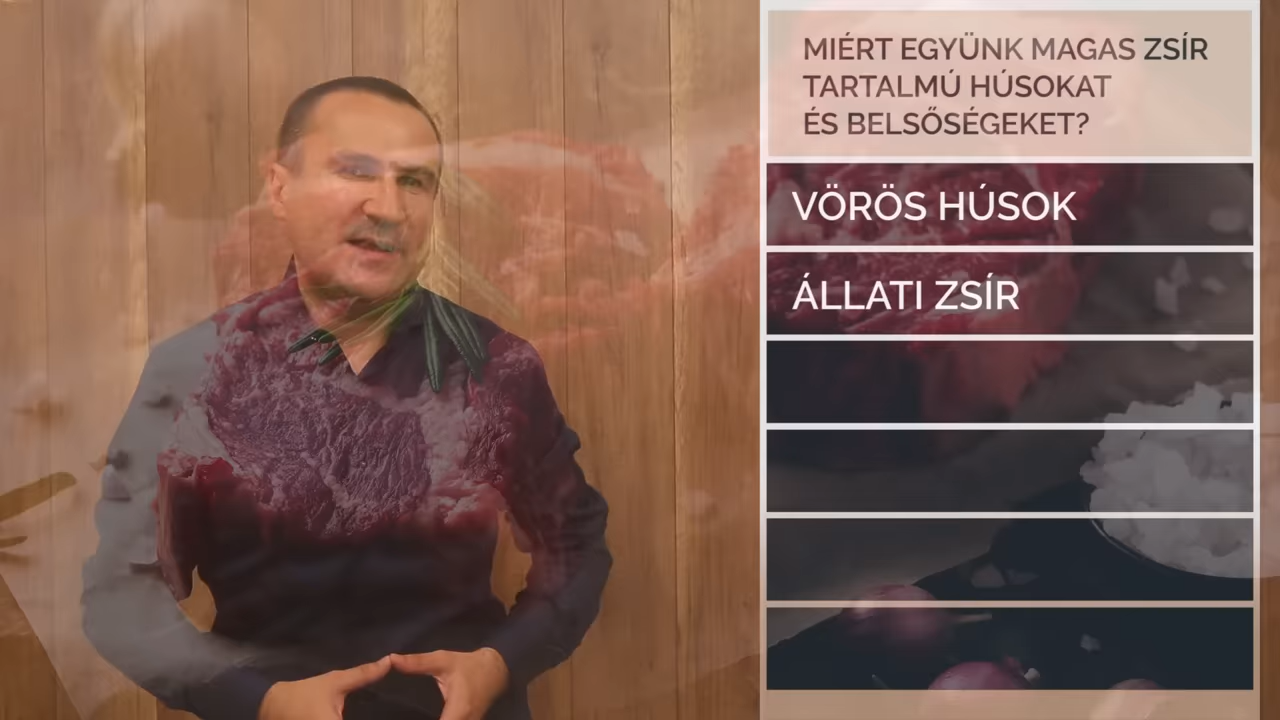 MIÉRT EGYÜNK MAGAS ZSÍR
TARTALMÚ HÚSOKAT
ÉS BELSŐSÉGEKET?
VÖRÖS HÚSOK
ÁLLATI ZSÍR